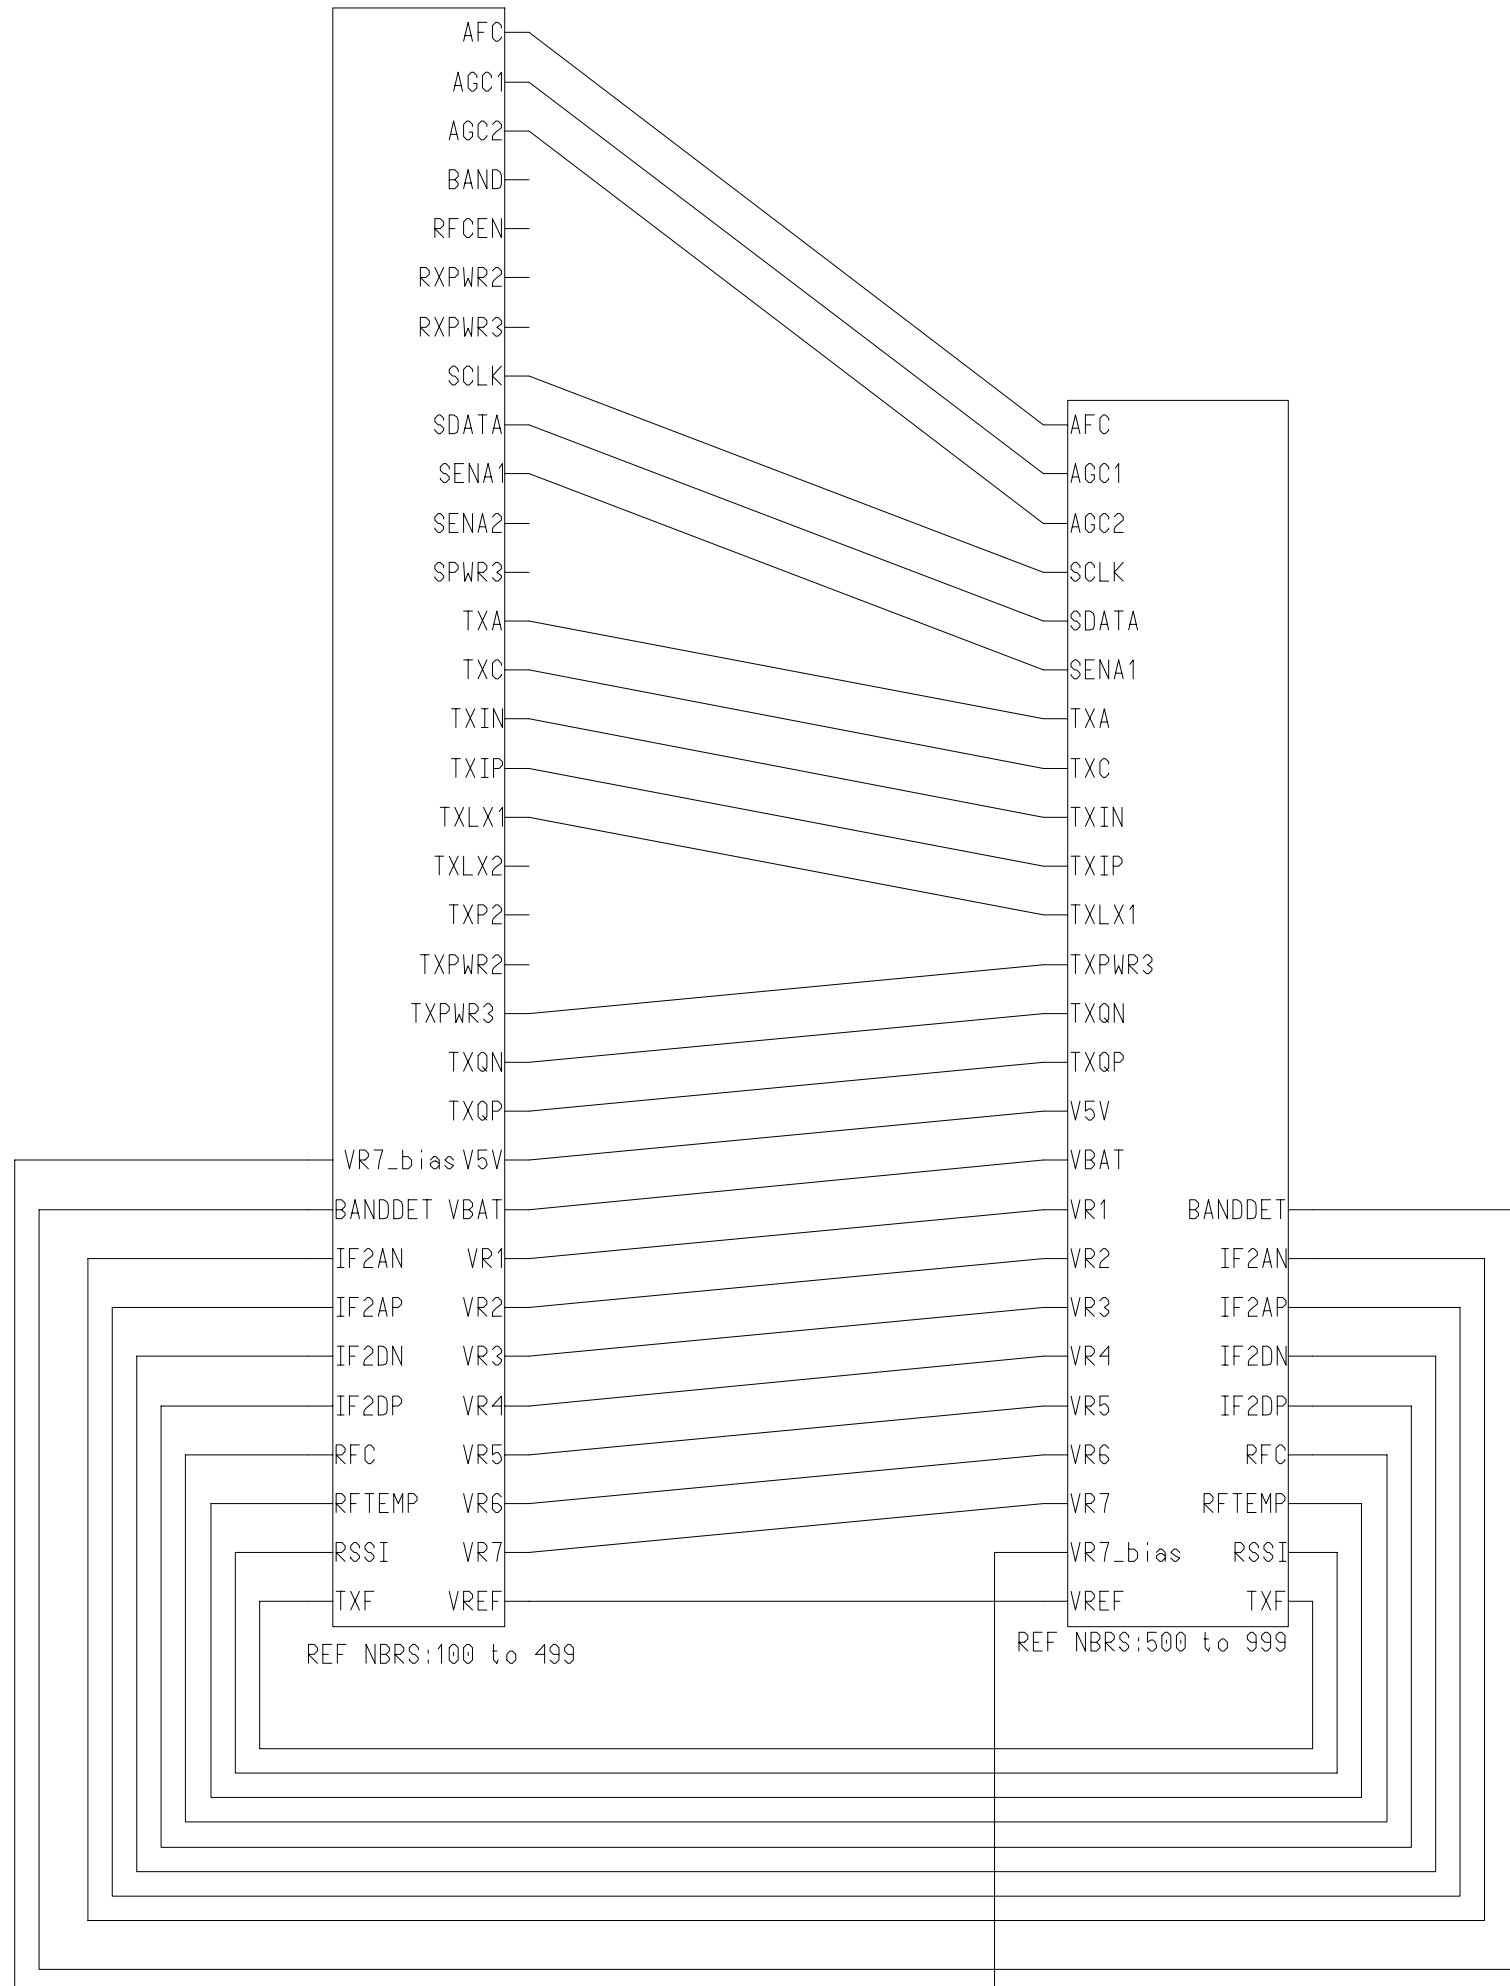 AFC
AGC1
AGC2
BAND
RFCEN
RXPWR2
RXPWR3
SCLK
SDATA
SENA1
SENA2
SPWR3
TXA
TXC
TXIN
TXIP
TXLX1
TXLX2
TXP2
TXPWR2
TXPWR3
TXQN
TXQP
VR7_bias V5V
BANDDET VBAT
IF2AN VR1
IF2AP VR2
IF2DN VR3
IF2DP VR4
RFC VR5
RFTEMP VR6
RSSI VR7
TXF VREF
REF NBRS:100 to 499
AFC
AGC1
AGC2
SCLK
SDATA
SENA1
TXA
TXC
TXIN
TXIP
TXLX1
TXPWR3
TXQN
TXQP
V5V
VBAT
VR1 BANDDET
VR2 IF2AN
VR3 IF2AP
VR4 IF2DN
VR5 IF2DP
VR6 RFC
VR7 RFTEMP
VR7_bias RSSI
VREF TXF
REF NBRS:500 to 999